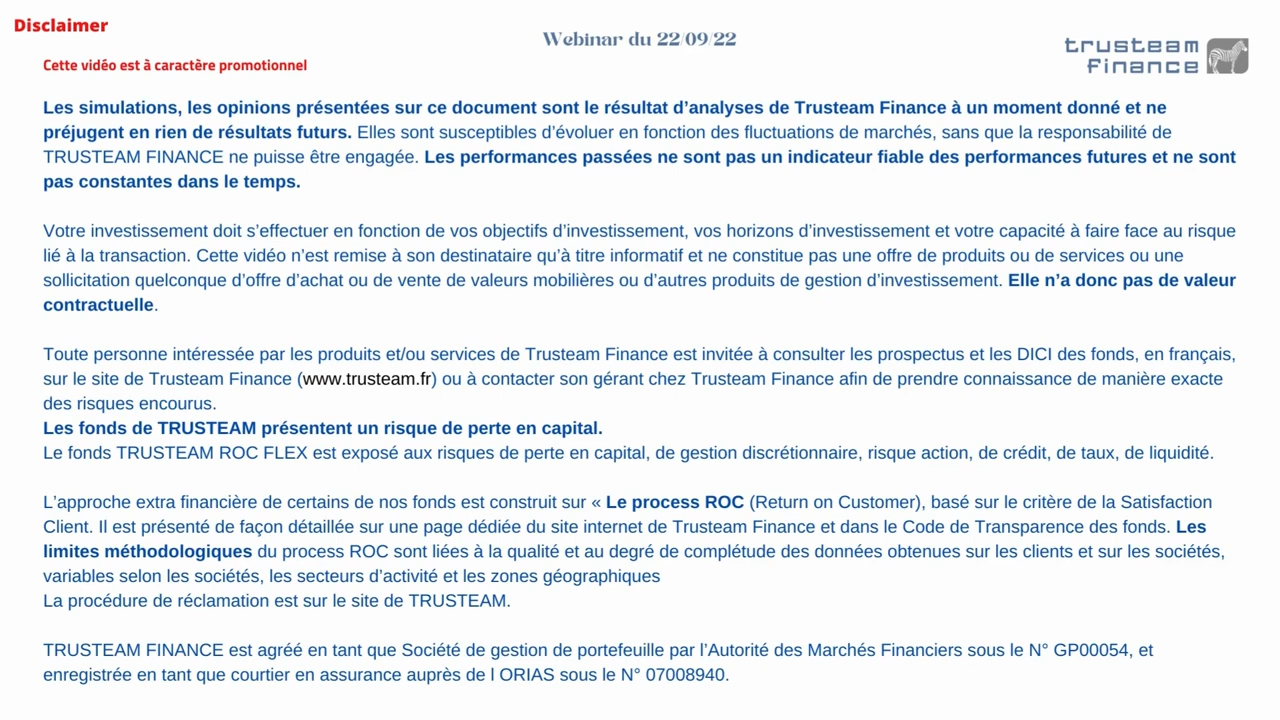 Disclaimer
Webinar du 22/09/22
trusteam
finance
Cette vidéo est à caractère promotionnel
Les simulations, les opinions présentées sur ce document sont le résultat d’analyses de Trusteam Finance à un moment donné et ne
préjugent en rien de résultats futurs. Elles sont susceptibles d’évoluer en fonction des fluctuations de marchés, sans que la responsabilité de
TRUSTEAM FINANCE ne puisse être engagée. Les performances passées ne sont pas un indicateur fiable des performances futures et ne sont
pas constantes dans le temps.
Votre investissement doit s’effectuer en fonction de vos objectifs d’investissement, vos horizons d’investissement et votre capacité à faire face au risque
lié à la transaction. Cette vidéo n’est remise à son destinataire qu’à titre informatif et ne constitue pas une offre de produits ou de services ou une
sollicitation quelconque d’offre d’achat ou de vente de valeurs mobilières ou d’autres produits de gestion d’investissement. Elle n’a donc pas de valeur
contractuelle.
Toute personne intéressée par les produits et/ou services de Trusteam Finance est invitée à consulter les prospectus et les DICI des fonds, en français,
sur le site de Trusteam Finance (www.trusteam.fr) ou à contacter son gérant chez Trusteam Finance afin de prendre connaissance de manière exacte
des risques encourus.
Les fonds de TRUSTEAM présentent un risque de perte en capital.
Le fonds TRUSTEAM ROC FLEX est exposé aux risques de perte en capital, de gestion discrétionnaire, risque action, de crédit, de taux, de liquidité.
L’approche extra financière de certains de nos fonds est construit sur « Le process ROC (Return on Customer), basé sur le critère de la Satisfaction
Client. Il est présenté de façon détaillée sur une page dédiée du site internet de Trusteam Finance et dans le Code de Transparence des fonds. Les
limites méthodologiques du process ROC sont liées à la qualité et au degré de complétude des données obtenues sur les clients et sur les sociétés,
variables selon les sociétés, les secteurs d’activité et les zones géographiques
La procédure de réclamation est sur le site de TRUSTEAM.
TRUSTEAM FINANCE est agréé en tant que Société de gestion de portefeuille par l’Autorité des Marchés Financiers sous le N° GP00054, et
enregistrée en tant que courtier en assurance auprès de l ORIAS sous le N° 07008940.